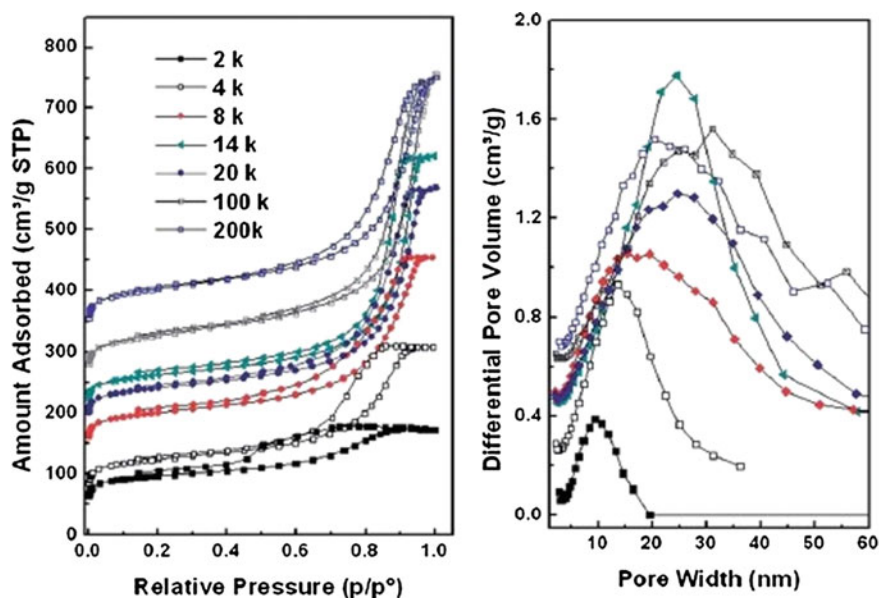 Amount Adsorbed (cm³/g STP)
800
700
600
500
400
300
200
100
0
2 k
4 k
8 k
14 k
20 k
100 k
200k
0.0 0.2 0.4 0.6 0.8 1.0
Relative Pressure (p/p°)
Differential Pore Volume (cm³/g)
2.0
1.6
1.2
0.8
0.4
0.0
10 20 30 40 50 60
Pore Width (nm)